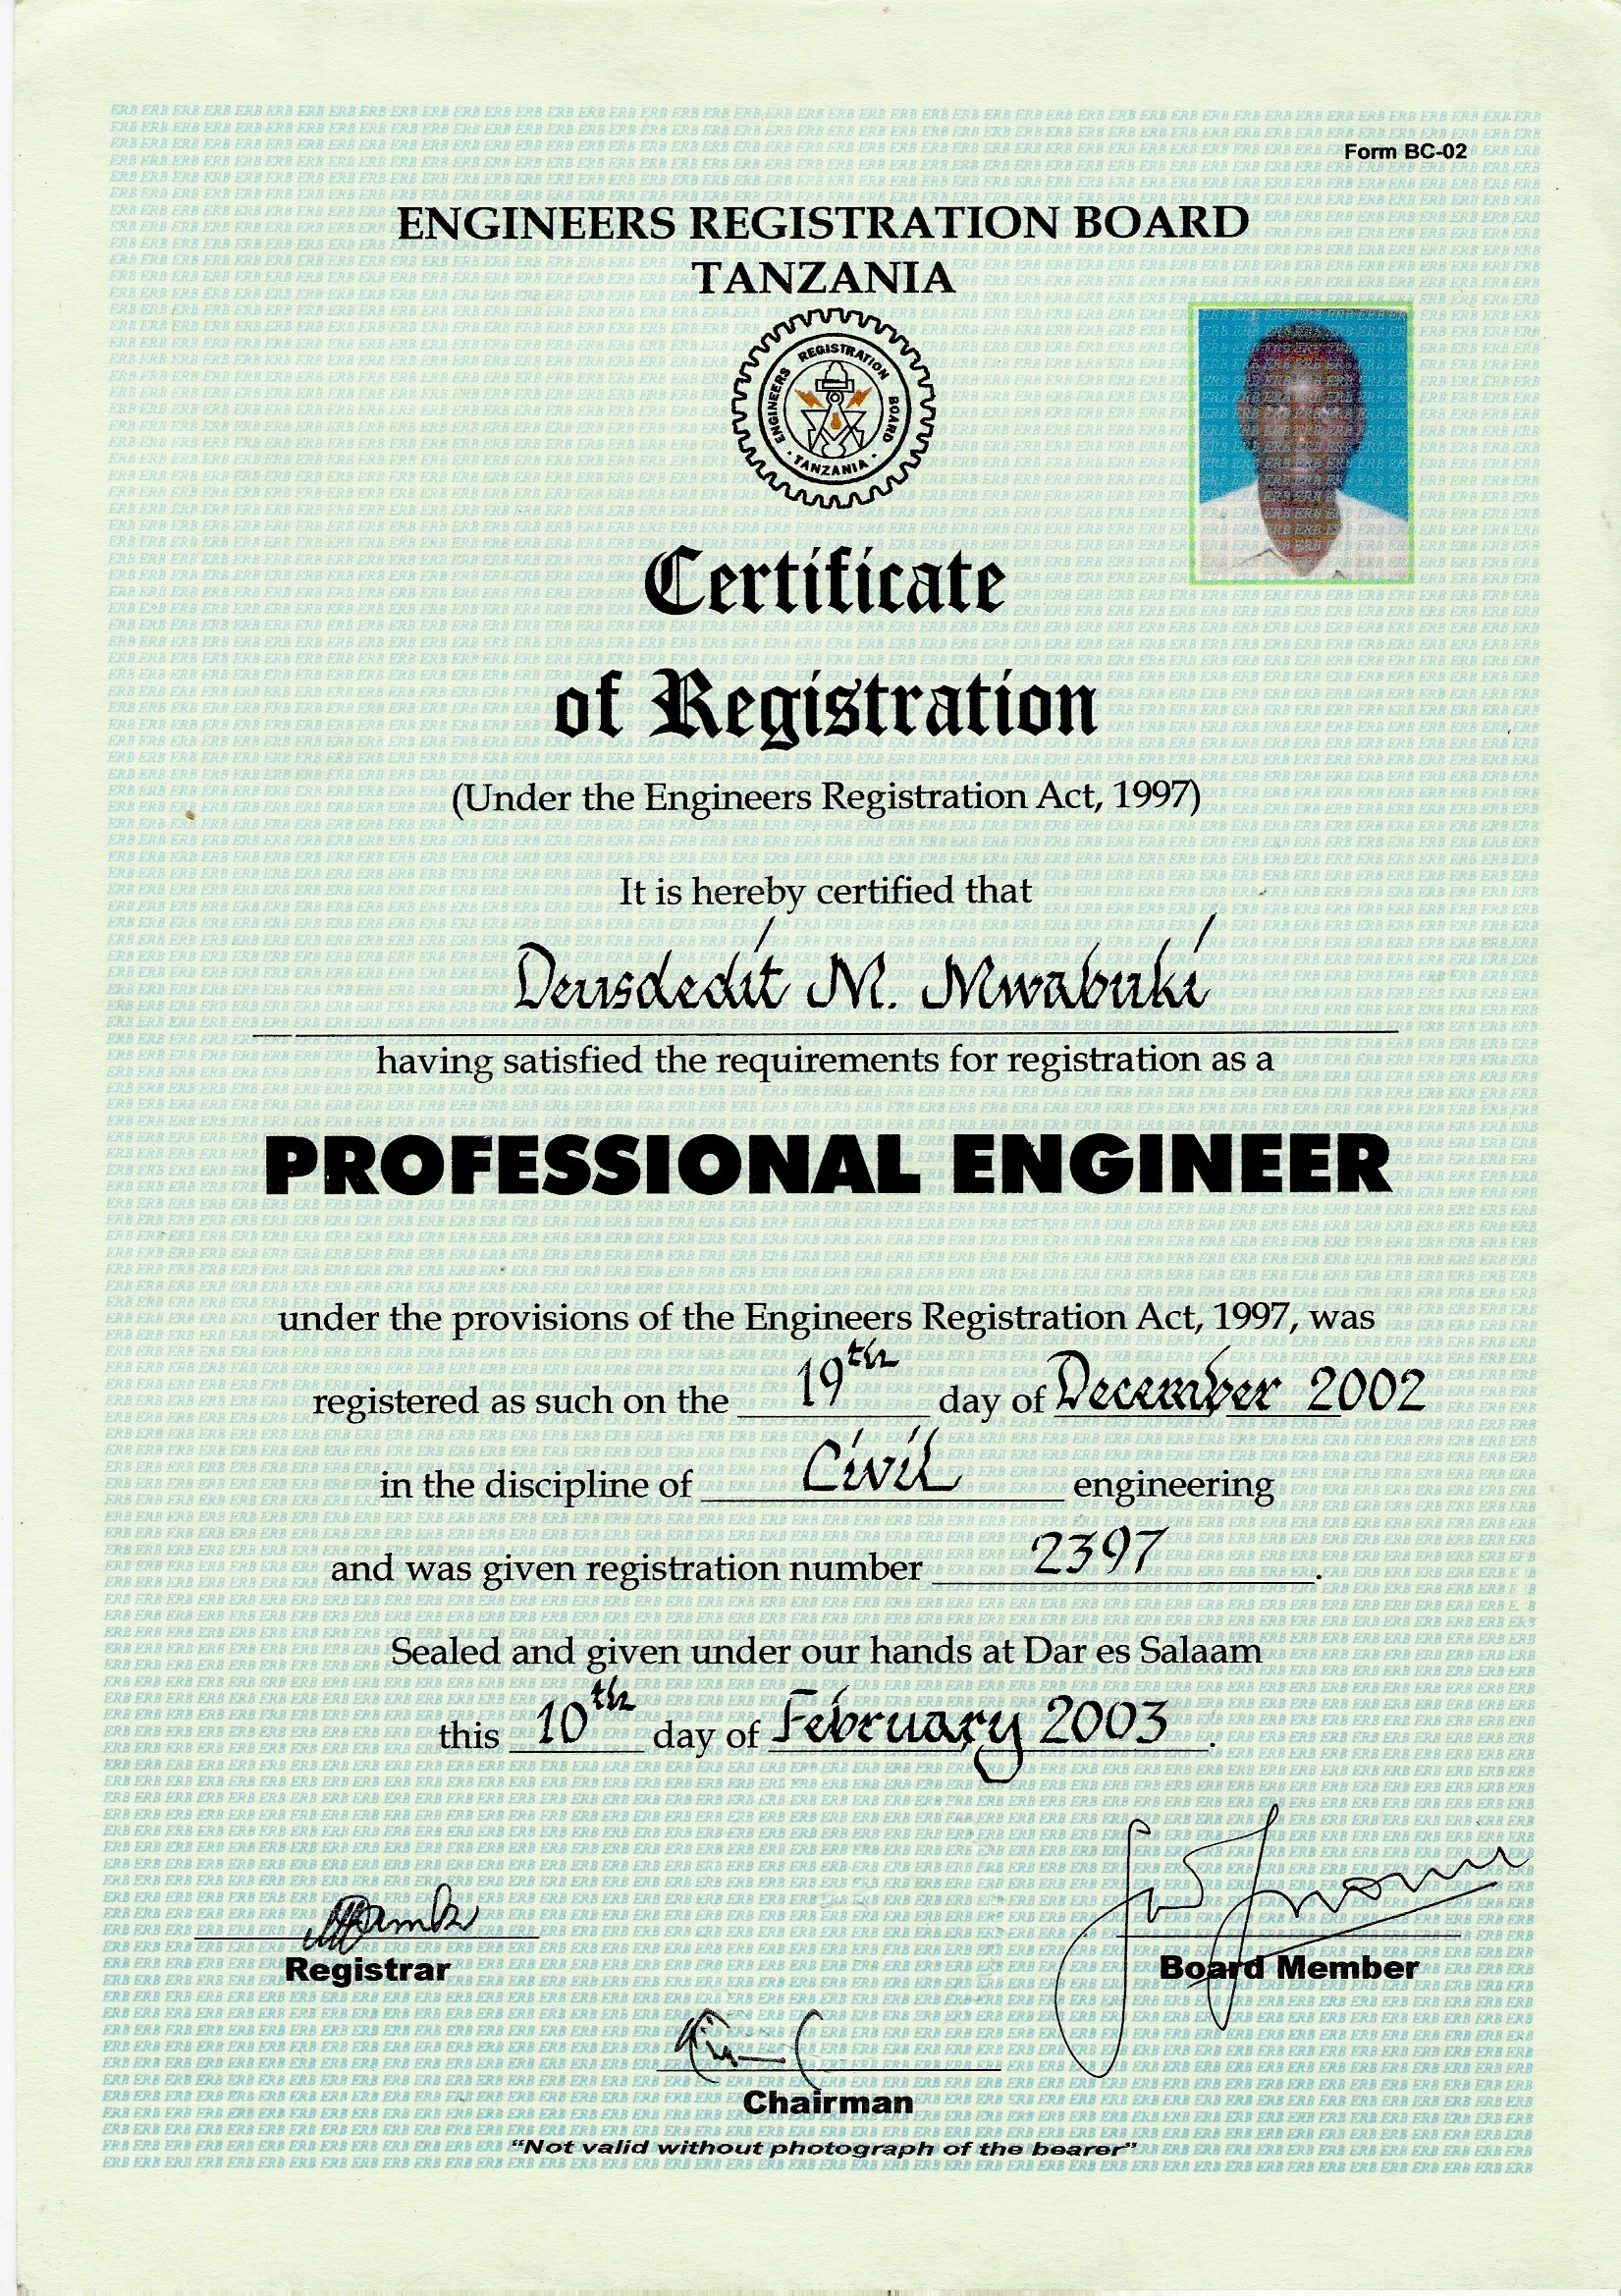 Form BC-02
ENGINEERS REGISTRATION BOARD
TANZANIA
ENGINEERS REGISTRATION BOARD
· TANZANIA ·
Certificate
of Registration
(Under the Engineers Registration Act, 1997)
It is hereby certified that
Deusdedit M. Mwabuki
having satisfied the requirements for registration as a
PROFESSIONAL ENGINEER
under the provisions of the Engineers Registration Act, 1997, was
registered as such on the 19th day of December 2002
in the discipline of Civil engineering
and was given registration number 2397.
Sealed and given under our hands at Dar es Salaam
this 10th day of February 2003.
Registrar
Board Member
Chairman
"Not valid without photograph of the bearer"